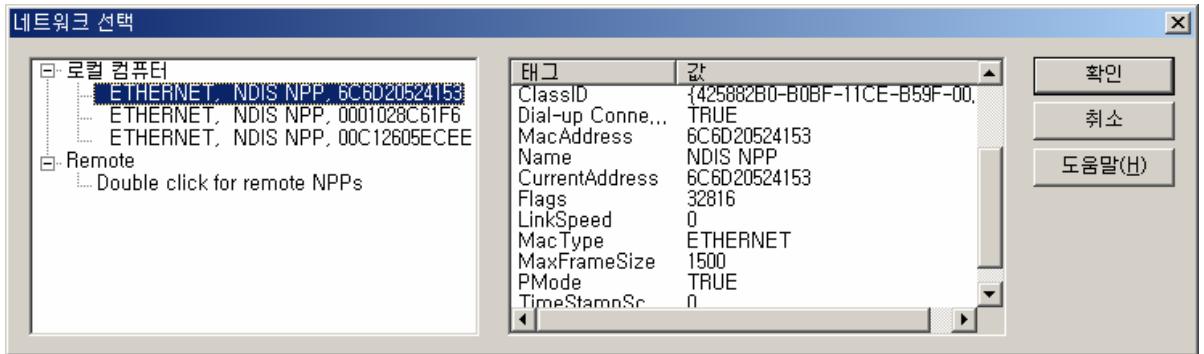 네트워크 선택
로컬 컴퓨터
ETHERNET, NDIS NPP, 6C6D20524153
ETHERNET, NDIS NPP, 0001028C61F6
ETHERNET, NDIS NPP, 00C12605ECEE
Remote
Double click for remote NPPs
태그 값
ClassID {425882B0-B0BF-11CE-B59F-00,
Dial-up Conne... TRUE
MacAddress 6C6D20524153
Name NDIS NPP
CurrentAddress 6C6D20524153
Flags 32816
LinkSpeed 0
MacType ETHERNET
MaxFrameSize 1500
PMode TRUE
TimeStampSc 0
확인
취소
도움말(H)